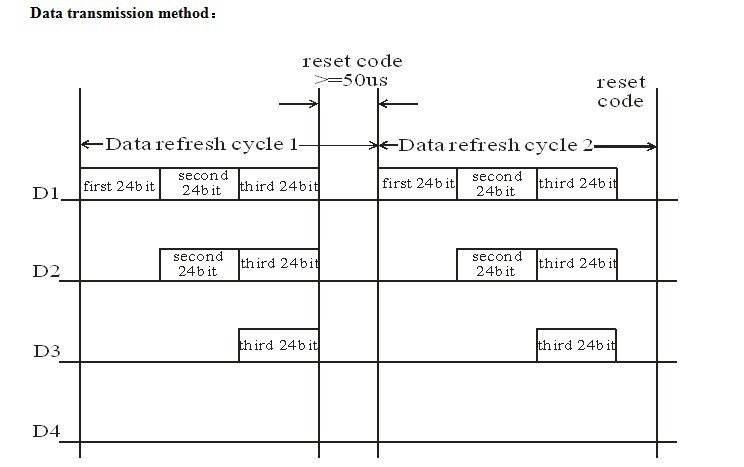 Data transmission method：
reset code
>=50us
reset
code
Data refresh cycle 1
Data refresh cycle 2
D1
first 24bit
second
24bit
third 24bit
first 24bit
second
24bit
third 24bit
D2
second
24bit
third 24bit
second
24bit
third 24bit
D3
third 24bit
third 24bit
D4